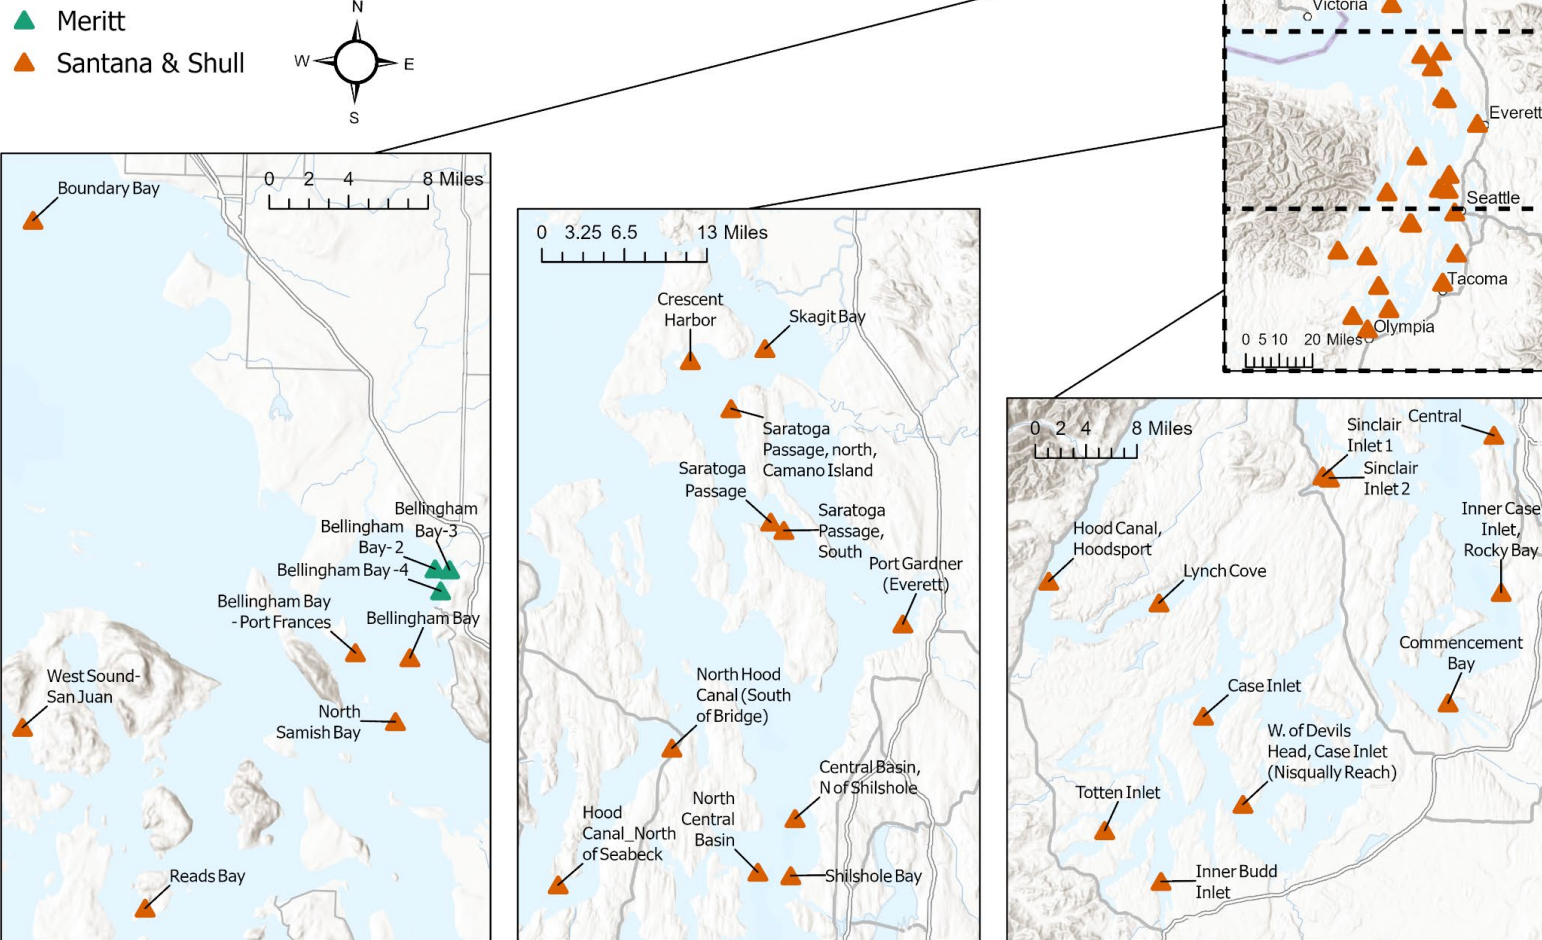 Meritt
Santana & Shull
N
W
E
S
Victoria
Everett
Seattle
Tacoma
Olympia
0 5 10 20 Miles
0 2 4 8 Miles
Boundary Bay
Bellingham
Bay-3
Bellingham
Bay-2
Bellingham Bay -4
Bellingham Bay
- Port Frances
Bellingham Bay
West Sound-
San Juan
North
Samish Bay
Reads Bay
0 3.25 6.5 13 Miles
Crescent
Harbor
Skagit Bay
Saratoga
Passage, north,
Camano Island
Saratoga
Passage
Saratoga
Passage,
South
Port Gardner
(Everett)
North Hood
Canal (South
of Bridge)
Central Basin,
N of Shilshole
North
Central
Basin
Hood
Canal_North
of Seabeck
Shilshole Bay
0 2 4 8 Miles
Sinclair
Inlet 1
Central
Sinclair
Inlet 2
Inner Case
Inlet,
Rocky Bay
Hood Canal,
Hoodsport
Lynch Cove
Commencement
Bay
Case Inlet
W. of Devils
Head, Case Inlet
(Nisqually Reach)
Totten Inlet
Inner Budd
Inlet